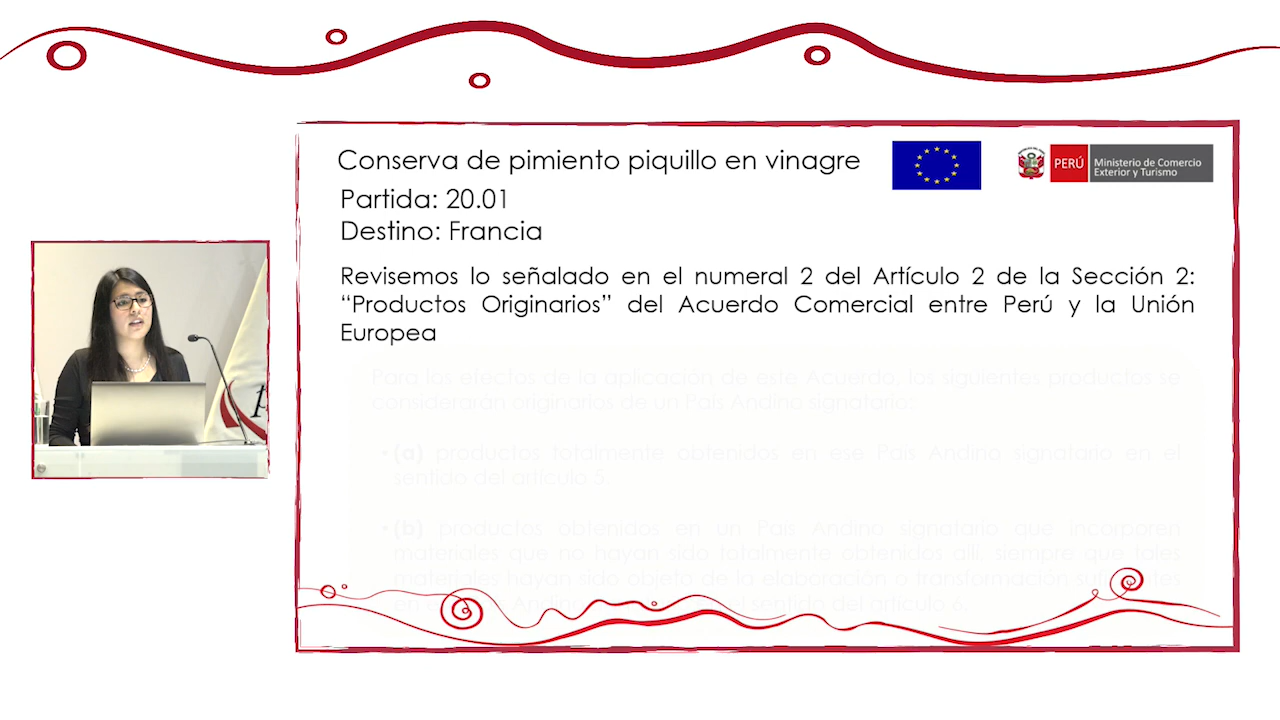 Conserva de pimiento piquillo en vinagre
Partida: 20.01
Destino: Francia
PERÚ
Ministerio de Comercio
Exterior y Turismo
Revisemos lo señalado en el numeral 2 del Artículo 2 de la Sección 2:
“Productos Originarios” del Acuerdo Comercial entre Perú y la Unión
Europea
Para los efectos de la aplicación de este Acuerdo, los siguientes productos se
considerarán originarios de un País Andino signatario:
• (a) productos totalmente obtenidos en ese País Andino signatario en el
sentido del artículo 5
• (b) productos obtenidos en un País Andino signatario que incorporen
materiales que no hayan sido totalmente obtenidos allí, siempre que tales
materiales hayan sido objeto de la elaboración o transformación
sentido del artículo 6.